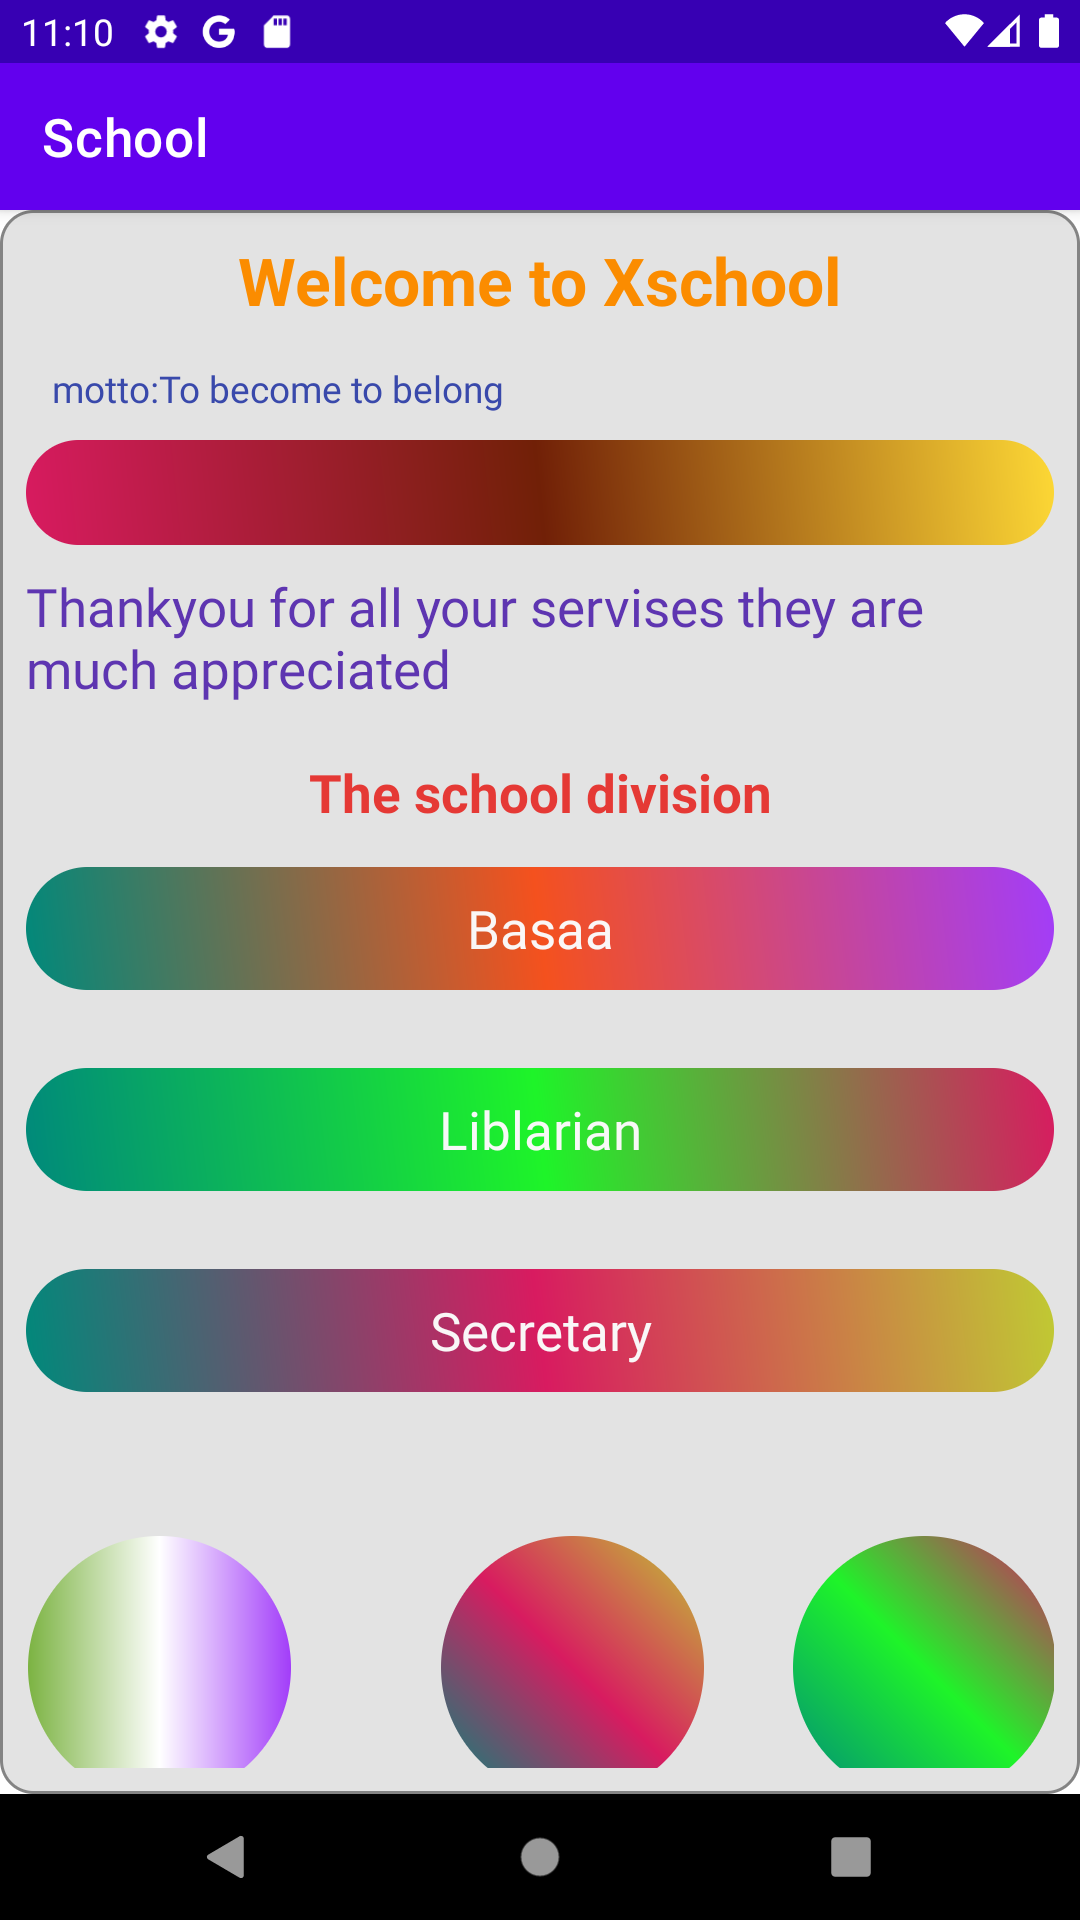 11:10
School
Welcome to Xschool
motto:To become to belong
Thankyou for all your servises they are
much appreciated
The school division
Basaa
Liblarian
Secretary